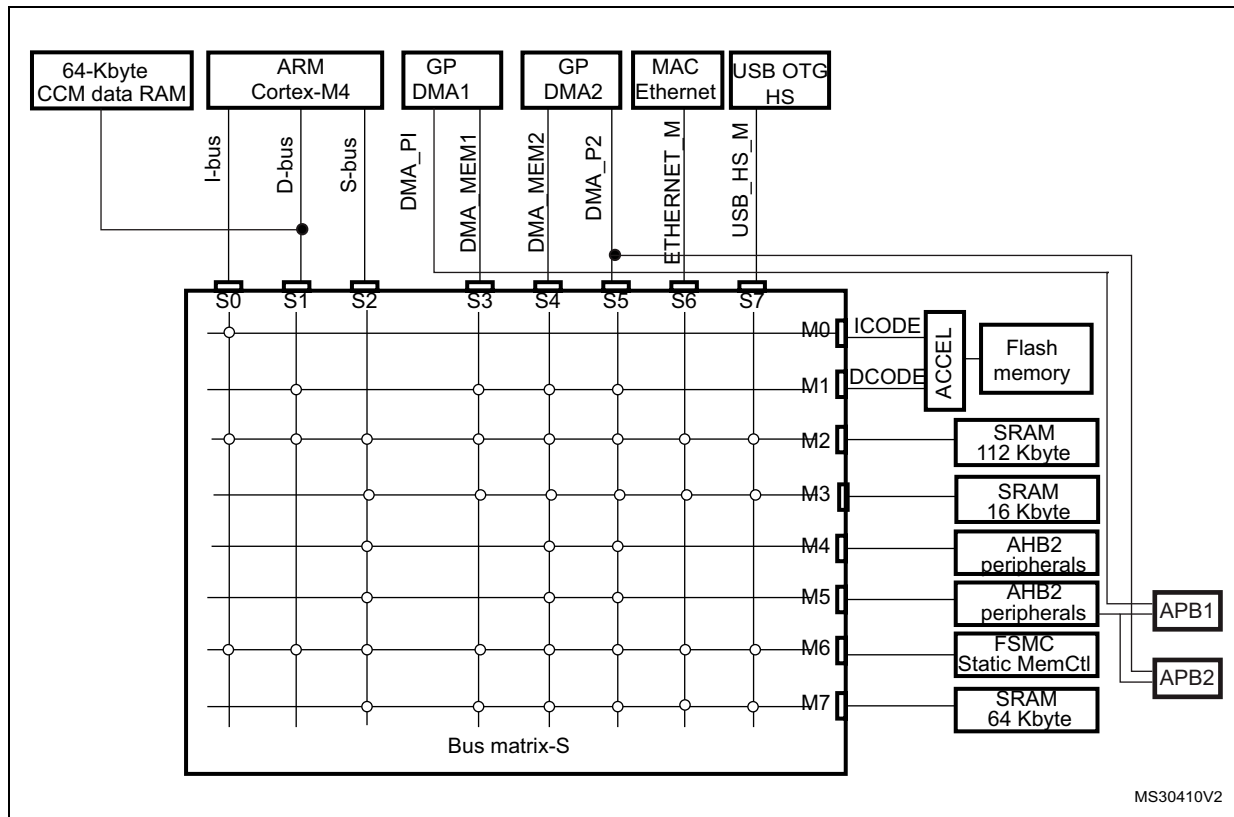 64-Kbyte
CCM data RAM
ARM
Cortex-M4
GP
DMA1
GP
DMA2
MAC
Ethernet
USB OTG
HS
I-bus
D-bus
S-bus
DMA_PI
DMA_MEM1
DMA_MEM2
DMA_P2
ETHERNET_M
USB_HS_M
S0
S1
S2
S3
S4
S5
S6
S7
M0
ICODE
M1
DCODE
ACCEL
Flash
memory
M2
SRAM
112 Kbyte
M3
SRAM
16 Kbyte
M4
AHB2
peripherals
M5
AHB2
peripherals
APB1
M6
FSMC
Static MemCtl
APB2
M7
SRAM
64 Kbyte
Bus matrix-S
MS30410V2